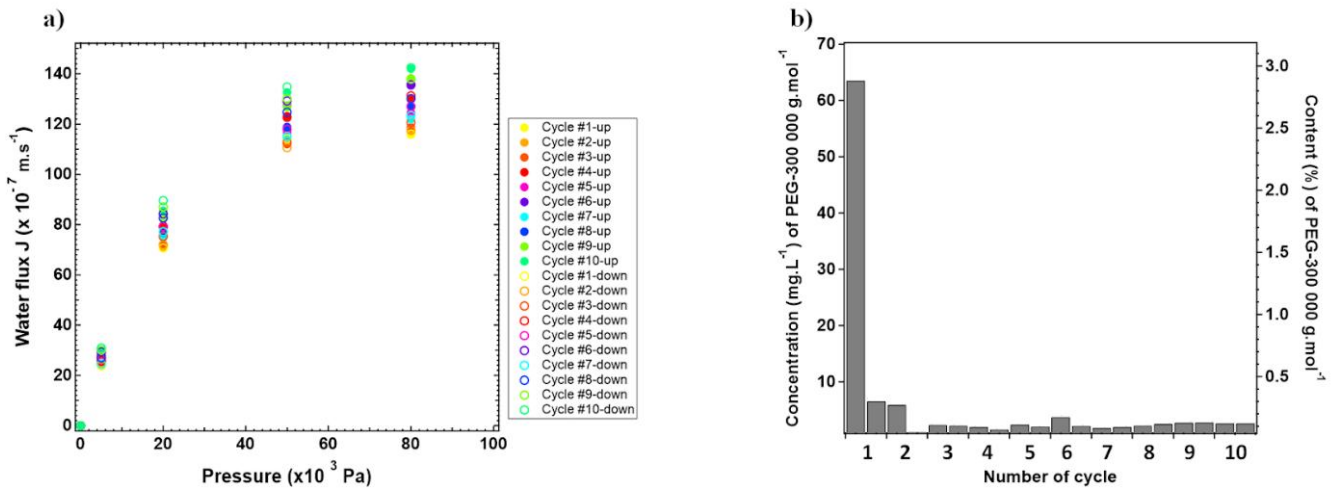 a)
Water flux J (x 10⁻⁷ m.s⁻¹)
140
120
100
80
60
40
20
0
0 20 40 60 80 100
Pressure (x10³ Pa)
Cycle #1-up
Cycle #2-up
Cycle #3-up
Cycle #4-up
Cycle #5-up
Cycle #6-up
Cycle #7-up
Cycle #8-up
Cycle #9-up
Cycle #10-up
Cycle #1-down
Cycle #2-down
Cycle #3-down
Cycle #4-down
Cycle #5-down
Cycle #6-down
Cycle #7-down
Cycle #8-down
Cycle #9-down
Cycle #10-down
b)
Concentration (mg.L⁻¹) of PEG-300 000 g.mol⁻¹
70
60
50
40
30
20
10
1 2 3 4 5 6 7 8 9 10
Number of cycle
3.0
2.5
2.0
1.5
1.0
0.5
Content (%) of PEG-300 000 g.mol⁻¹